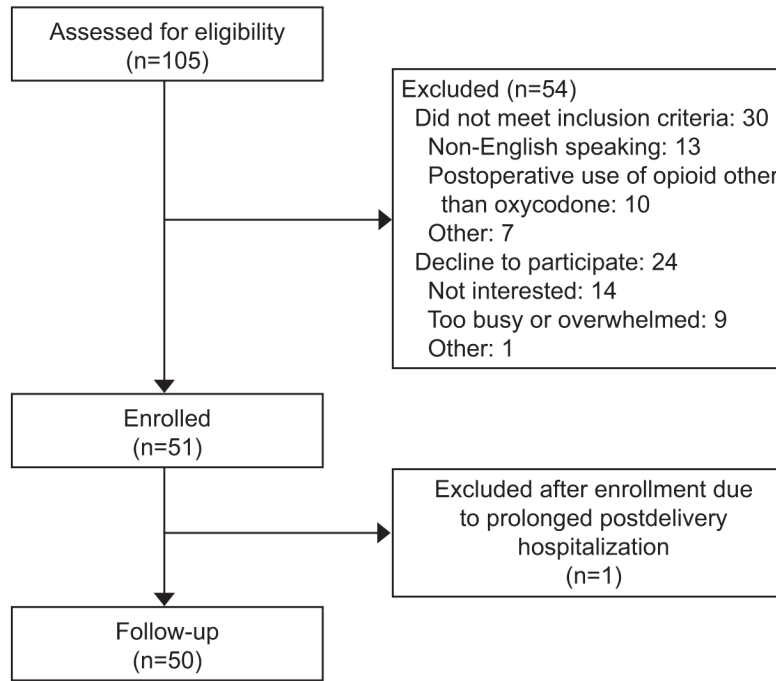 Assessed for eligibility
(n=105)
Excluded (n=54)
Did not meet inclusion criteria: 30
Non-English speaking: 13
Postoperative use of opioid other
than oxycodone: 10
Other: 7
Decline to participate: 24
Not interested: 14
Too busy or overwhelmed: 9
Other: 1
Enrolled
(n=51)
Excluded after enrollment due
to prolonged postdelivery
hospitalization
(n=1)
Follow-up
(n=50)